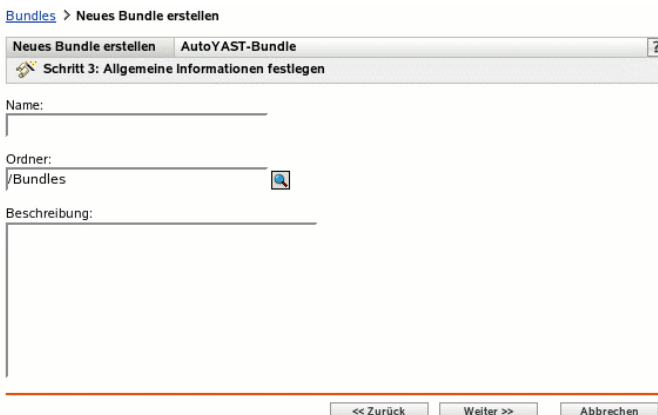 Bundles > Neues Bundle erstellen
Neues Bundle erstellen AutoYAST-Bundle ?
Schritt 3: Allgemeine Informationen festlegen
Name:
Ordner:
/Bundles
Beschreibung:
<< Zurück Weiter >> Abbrechen